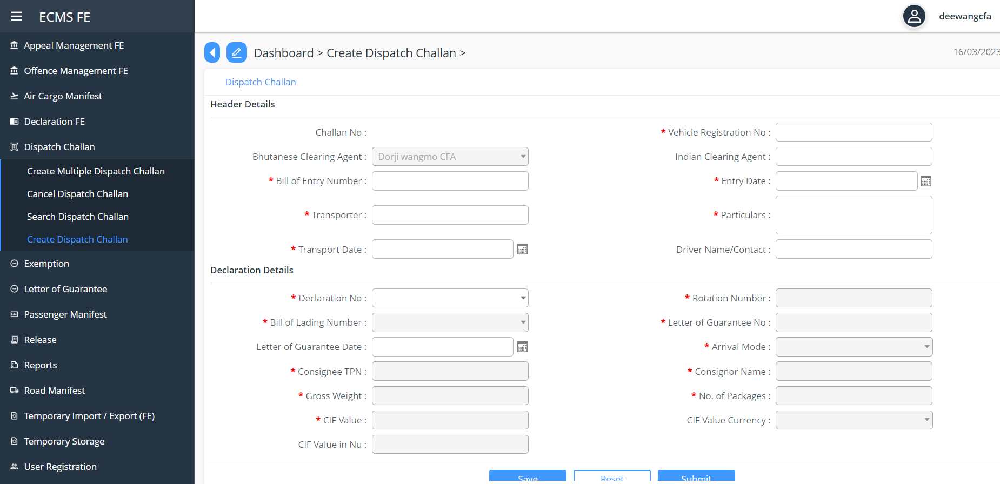 ECMS FE
deewangcfa
Appeal Management FE
Offence Management FE
Air Cargo Manifest
Declaration FE
Dispatch Challan
Create Multiple Dispatch Challan
Cancel Dispatch Challan
Search Dispatch Challan
Create Dispatch Challan
Exemption
Letter of Guarantee
Passenger Manifest
Release
Reports
Road Manifest
Temporary Import / Export (FE)
Temporary Storage
User Registration
Dashboard > Create Dispatch Challan >
16/03/2023
Dispatch Challan
Header Details
Challan No :
* Vehicle Registration No :
Bhutanese Clearing Agent : Dorji wangmo CFA
Indian Clearing Agent :
* Bill of Entry Number :
* Entry Date :
* Transporter :
* Particulars :
* Transport Date :
Driver Name/Contact :
Declaration Details
* Declaration No :
* Rotation Number :
* Bill of Lading Number :
* Letter of Guarantee No :
Letter of Guarantee Date :
* Arrival Mode :
* Consignee TPN :
* Consignor Name :
* Gross Weight :
* No. of Packages :
* CIF Value :
CIF Value Currency :
CIF Value in Nu :
Save
Reset
Submit